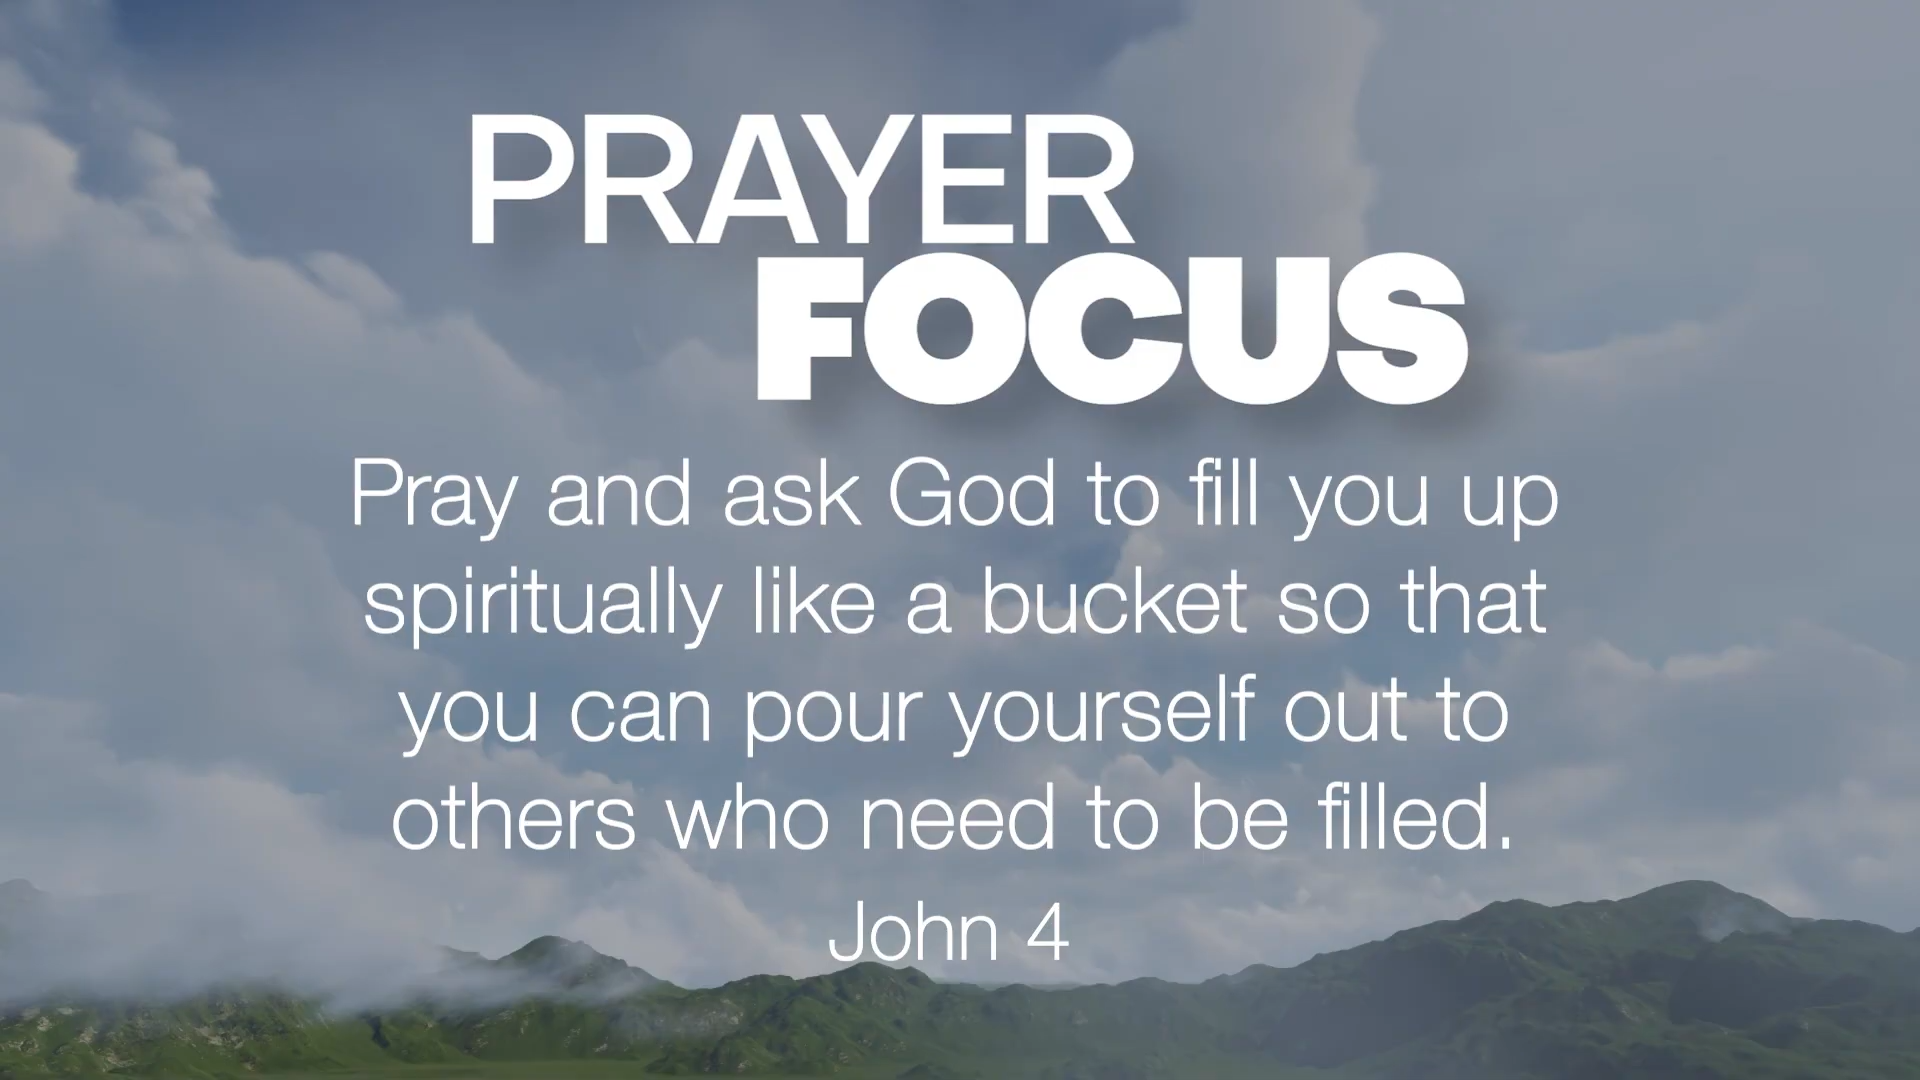 PRAYER
FOCUS
Pray and ask God to fill you up
spiritually like a bucket so that
you can pour yourself out to
others who need to be filled.
John 4